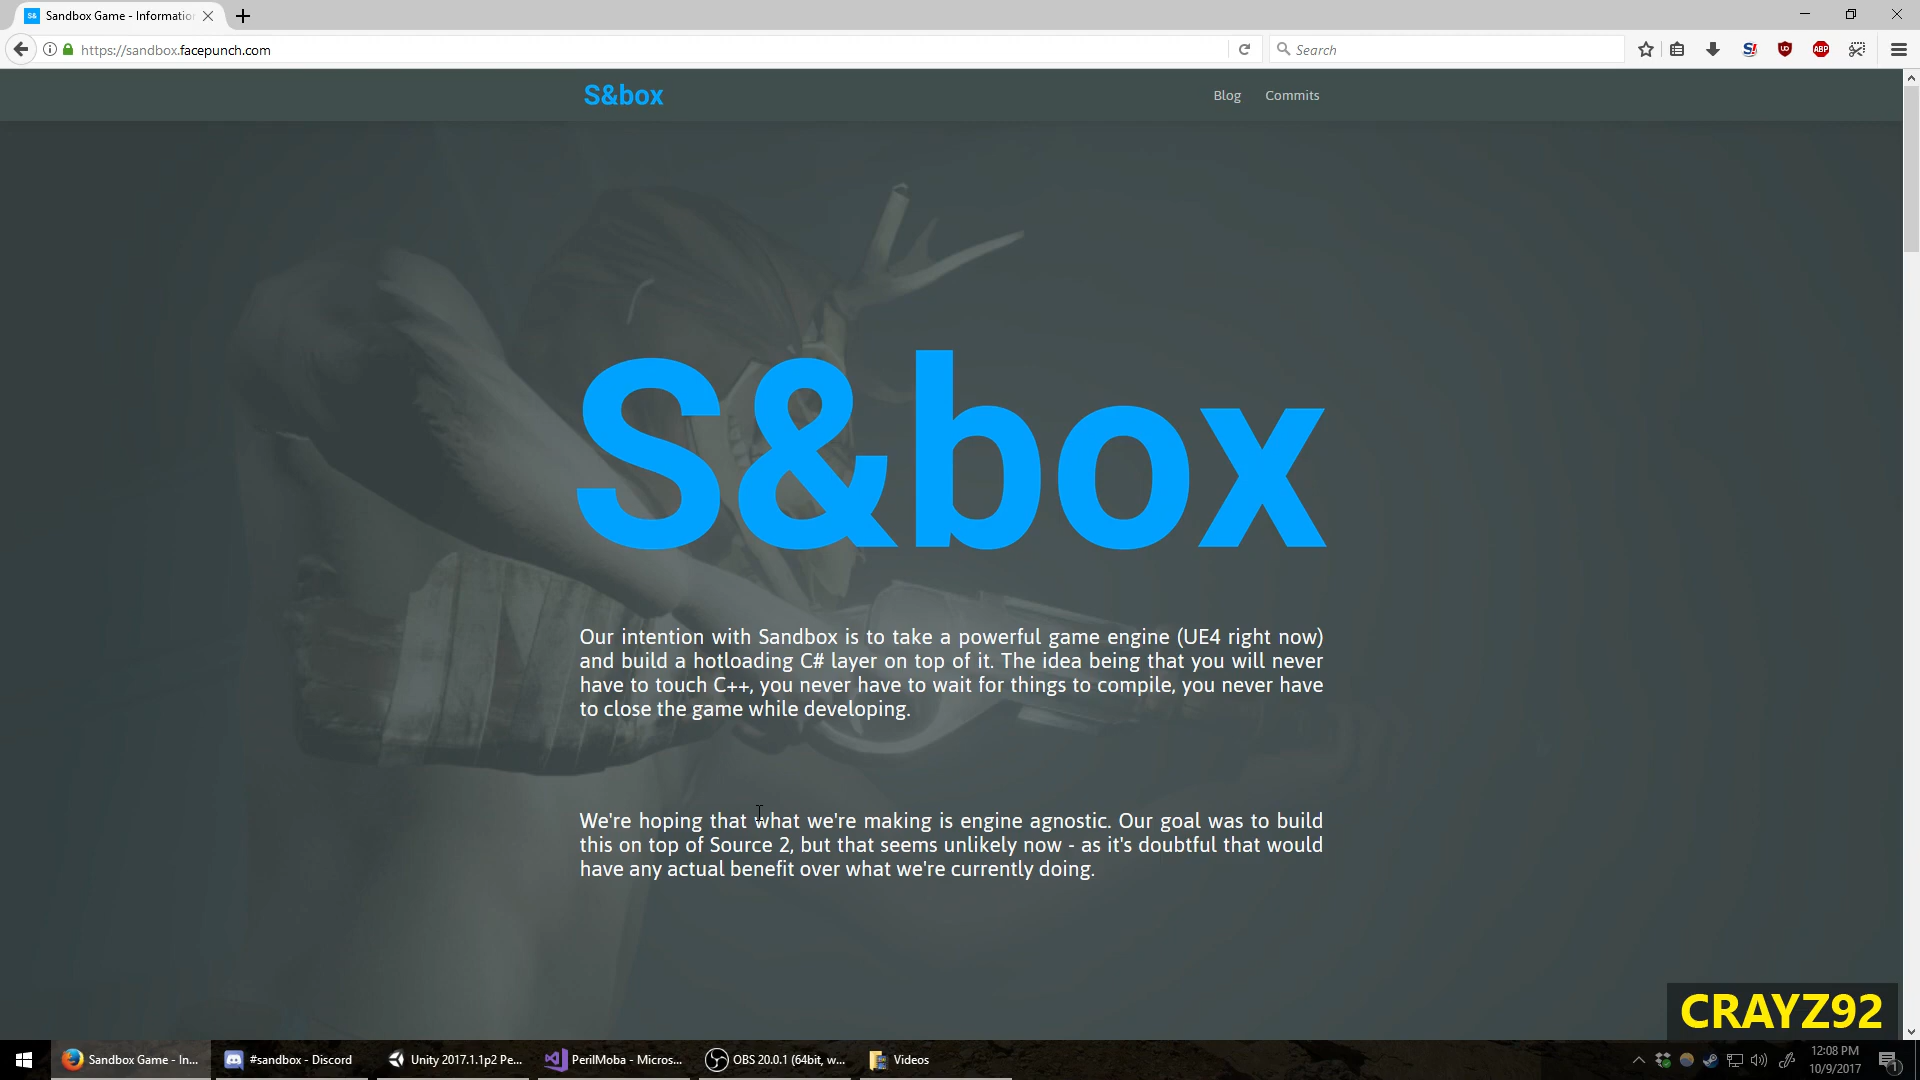 Sandbox Game - Information
https://sandbox.facepunch.com
Search
S&box
Blog
Commits
S&box
Our intention with Sandbox is to take a powerful game engine (UE4 right now)
and build a hotloading C# layer on top of it. The idea being that you will never
have to touch C++, you never have to wait for things to compile, you never have
to close the game while developing.
We're hoping that what we're making is engine agnostic. Our goal was to build
this on top of Source 2, but that seems unlikely now - as it's doubtful that would
have any actual benefit over what we're currently doing.
CRAYZ92
Sandbox Game - In...
#sandbox - Discord
Unity 2017.1.1p2 Pe...
PerilMoba - Micros...
OBS 20.0.1 (64bit, w...
Videos
12:08 PM
10/9/2017